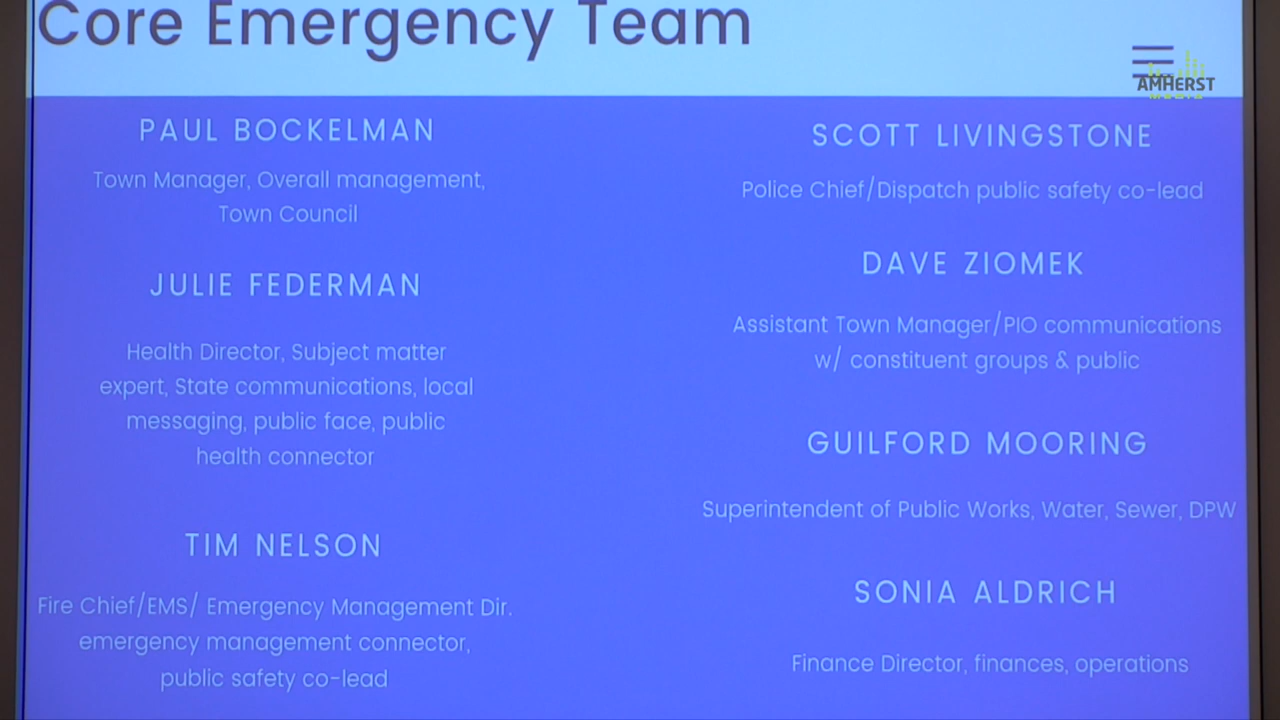 Core Emergency Team
AMHERST
PAUL BOCKELMAN
Town Manager, Overall management,
Town Council
JULIE FEDERMAN
Health Director, Subject matter
expert, State communications, local
messaging, public face, public
health connector
TIM NELSON
Fire Chief/EMS/ Emergency Management Dir.
emergency management connector,
public safety co-lead
SCOTT LIVINGSTONE
Police Chief/Dispatch public safety co-lead
DAVE ZIOMEK
Assistant Town Manager/PIO communications
w/ constituent groups & public
GUILFORD MOORING
Superintendent of Public Works, Water, Sewer, DPW
SONIA ALDRICH
Finance Director, finances, operations